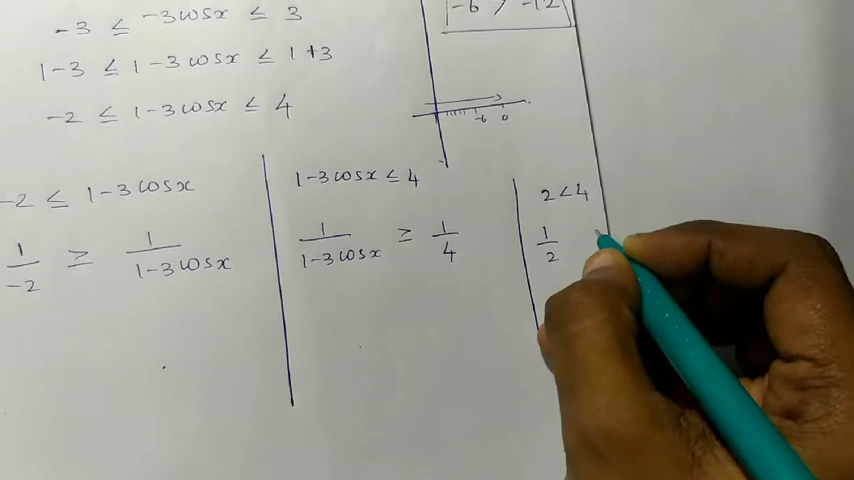 -3 ≤ -3cosx ≤ 3
-6 > -12
1-3 ≤ 1-3cosx ≤ 1+3
-2 ≤ 1-3cosx ≤ 4
-6 0
-2 ≤ 1-3cosx
1/-2 ≥ 1/1-3cosx
1-3cosx ≤ 4
1/1-3cosx ≥ 1/4
2<4
1/2